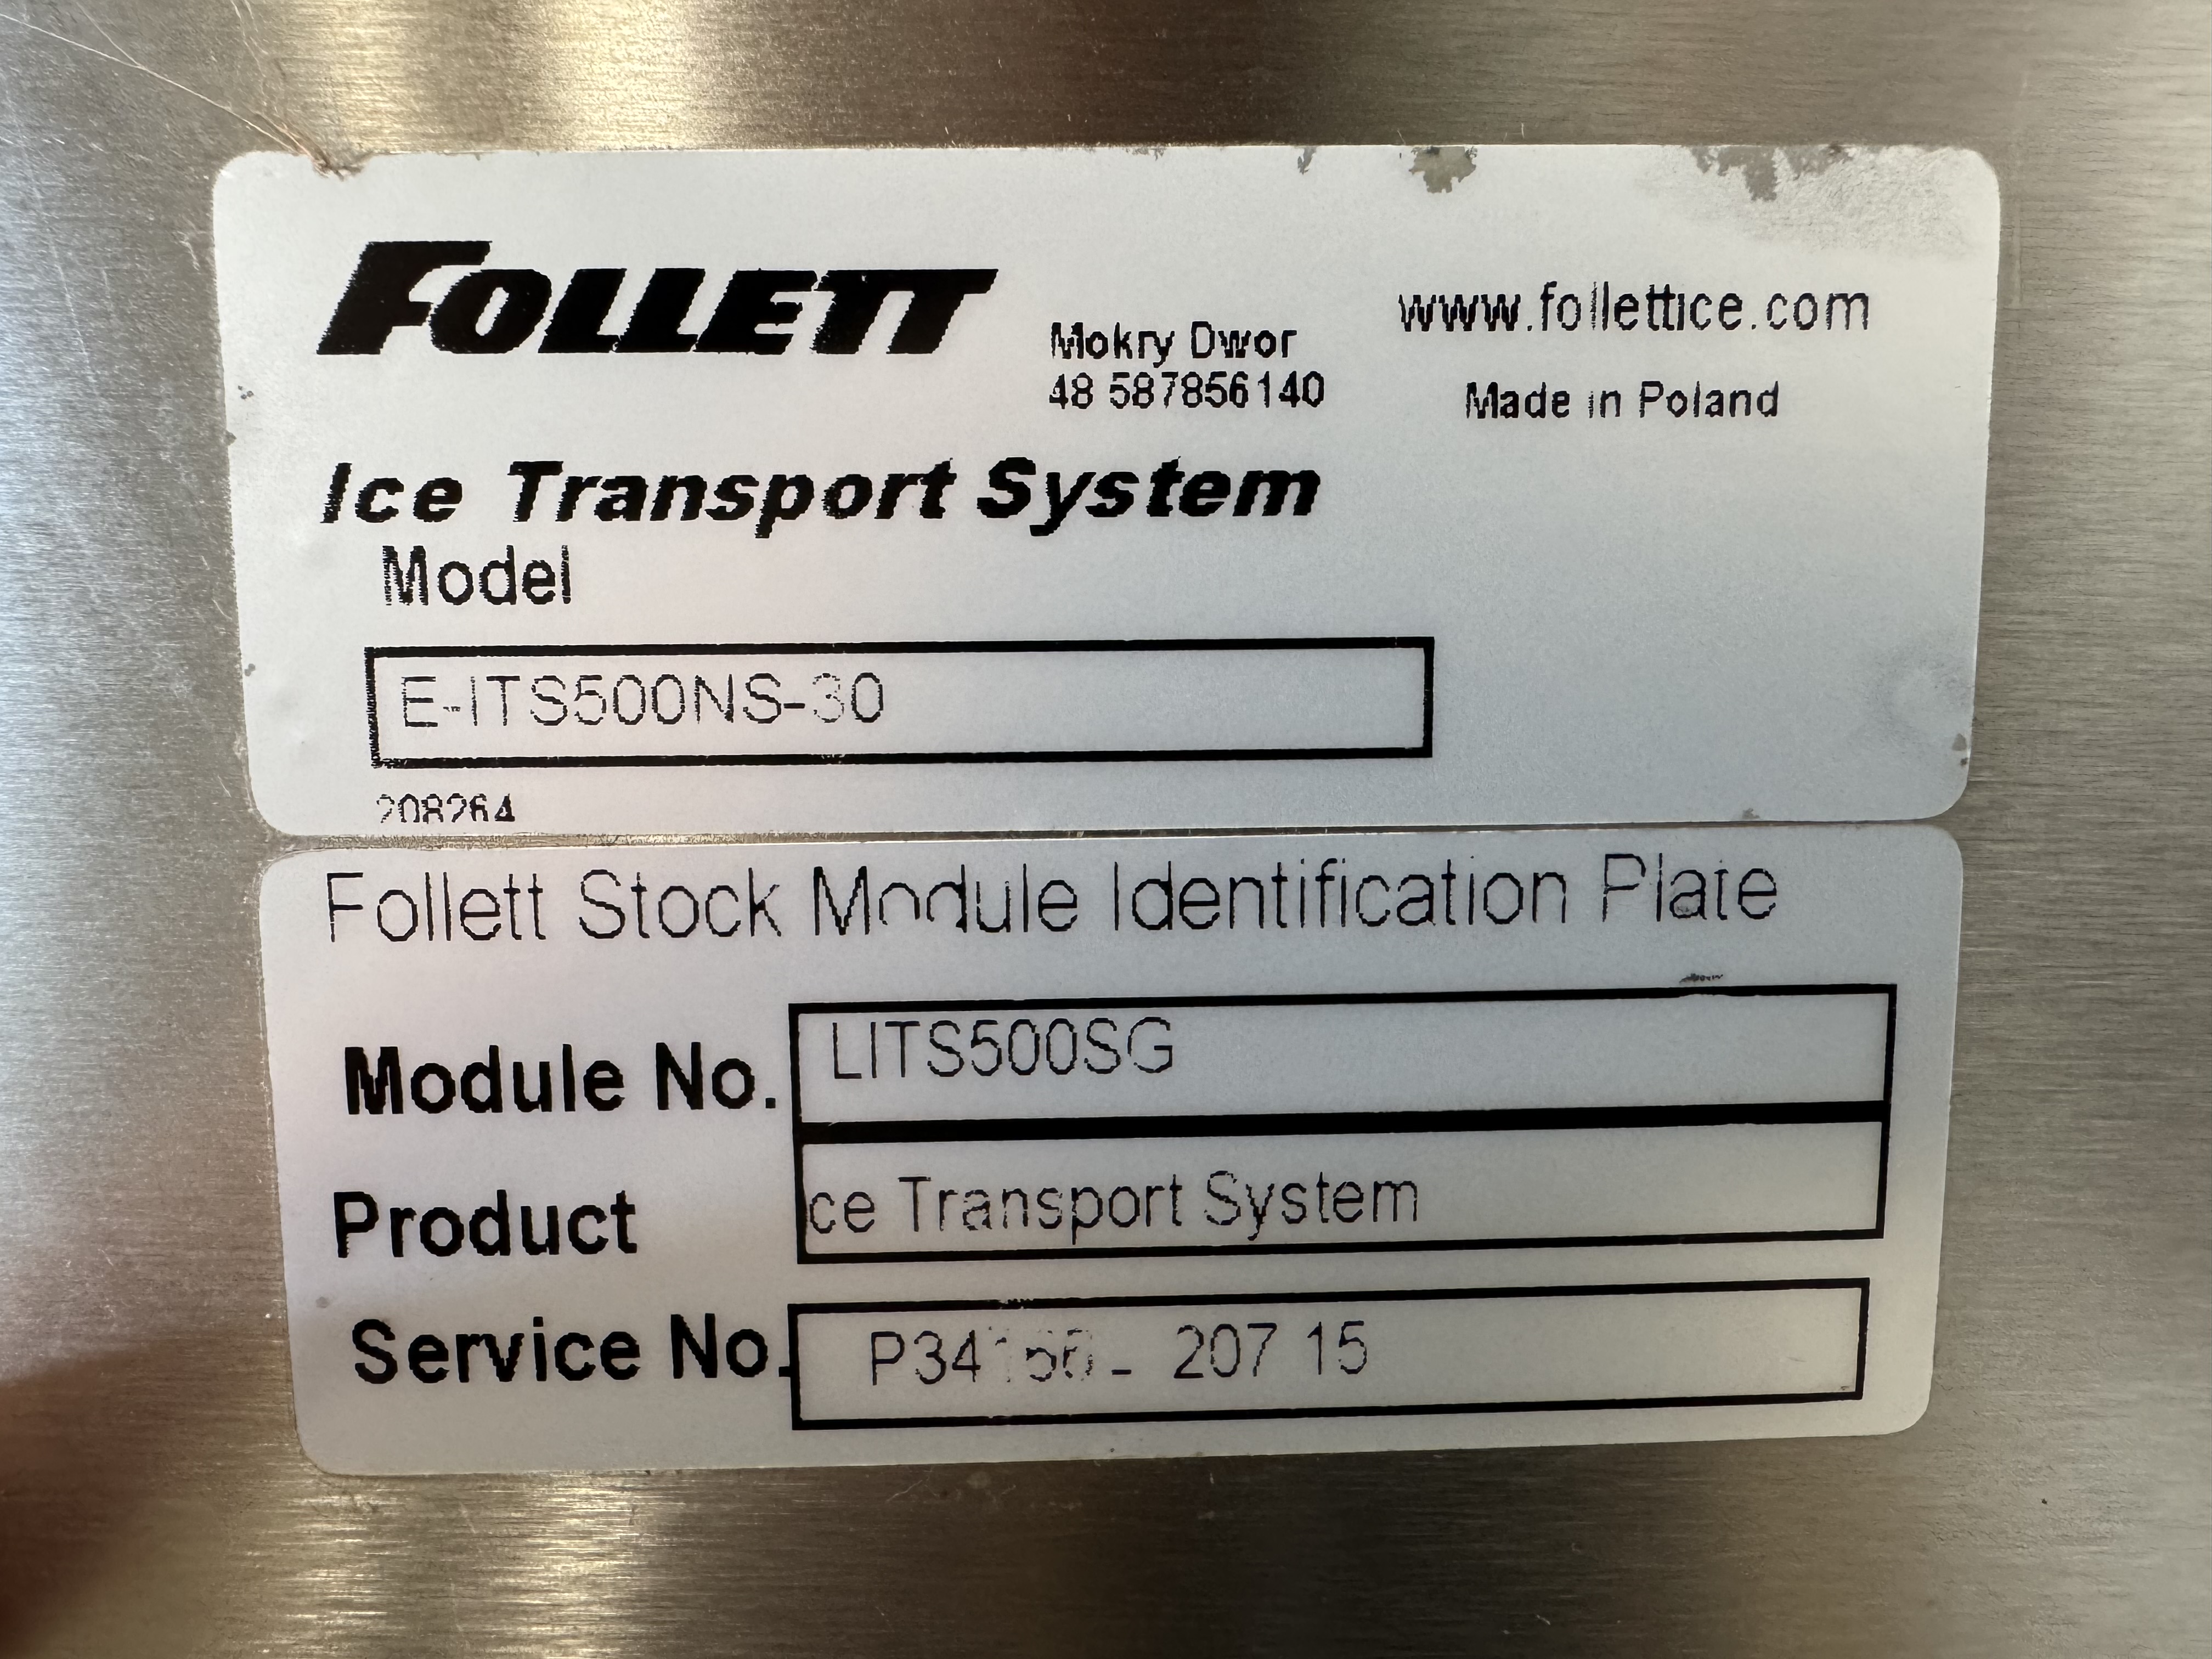 FOLLETT
Mokry Dwor
48 587856140
www.follettice.com
Made in Poland
Ice Transport System
Model
E-ITS500NS-30
208264
Follett Stock Module Identification Plate
Module No. LITS500SG
Product ce Transport System
Service No. - 207 15